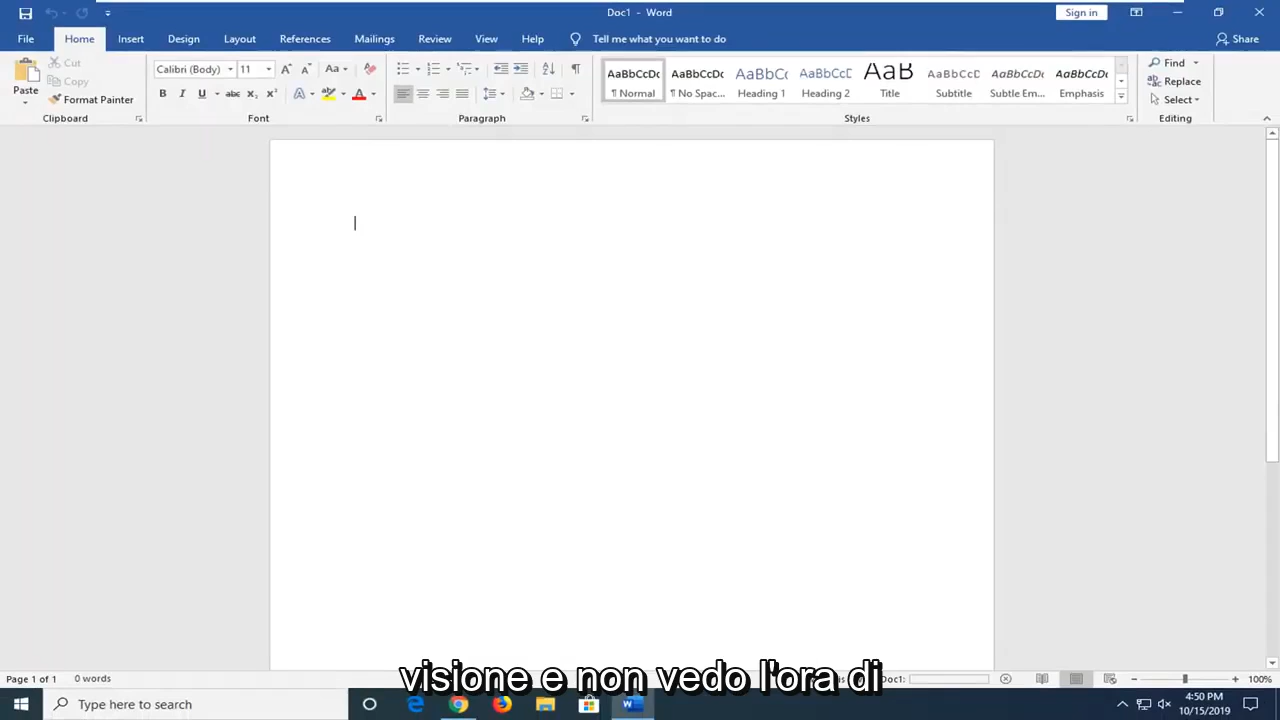 Doc1 - Word
Sign in
File Home Insert Design Layout References Mailings Review View Help Tell me what you want to do Share
Paste
Cut
Copy
Format Painter
Clipboard
Calibri (Body) 11
Font
Paragraph
AaBbCcDc AaBbCcDc AaBbCc AaBbCcD AaB AaBbCcD AaBbCcDc AaBbCcDc
¶ Normal ¶ No Spac... Heading 1 Heading 2 Title Subtitle Subtle Em... Emphasis
Styles
Find
Replace
Select
Editing
visione e non vedo l'ora di
Page 1 of 1 0 words
Doc1:
100%
Type here to search
4:50 PM
10/15/2019